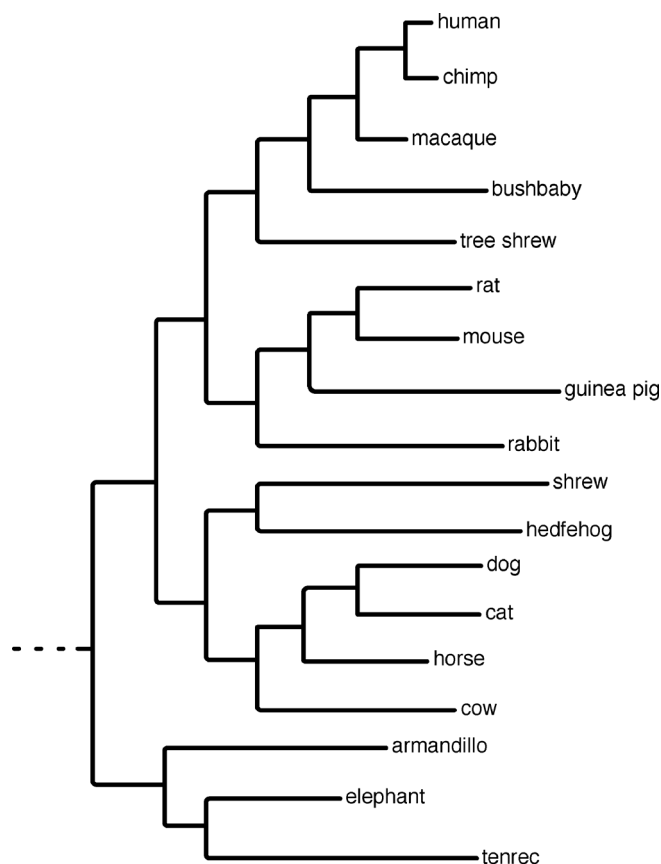 human
chimp
macaque
bushbaby
tree shrew
rat
mouse
guinea pig
rabbit
shrew
hedfehog
dog
cat
horse
cow
armandillo
elephant
tenrec